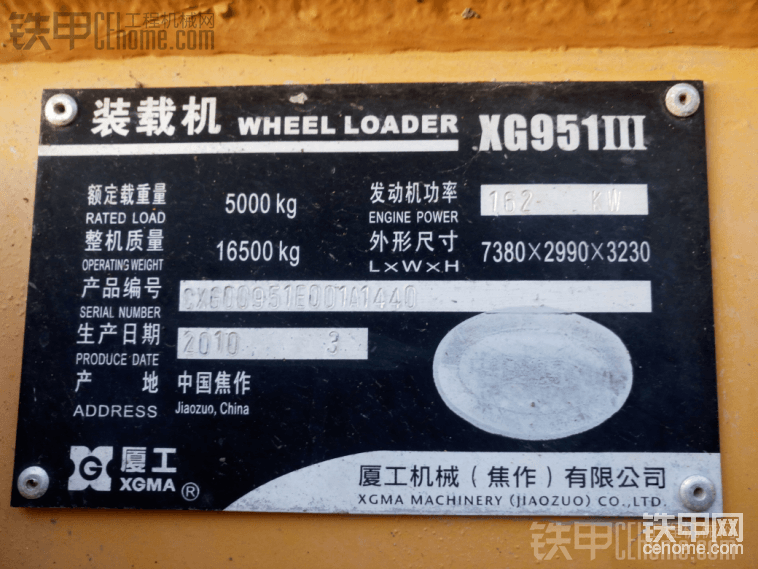 铁甲 工程机械网
CEhome.com
装载机 WHEEL LOADER XG951III
额定载重量 5000 kg 发动机功率 162 KW
RATED LOAD ENGINE POWER
整机质量 16500 kg 外形尺寸 7380×2990×3230
OPERATING WEIGHT L×W×H
产品编号
SERIAL NUMBER
生产日期 2010 3
PRODUCE DATE
产 地 中国焦作
ADDRESS Jiaozuo, China
G 厦工
XGMA ®
厦工机械(焦作)有限公司
XGMA MACHINERY (JIAOZUO) CO.,LTD.
铁甲网
cehome.com